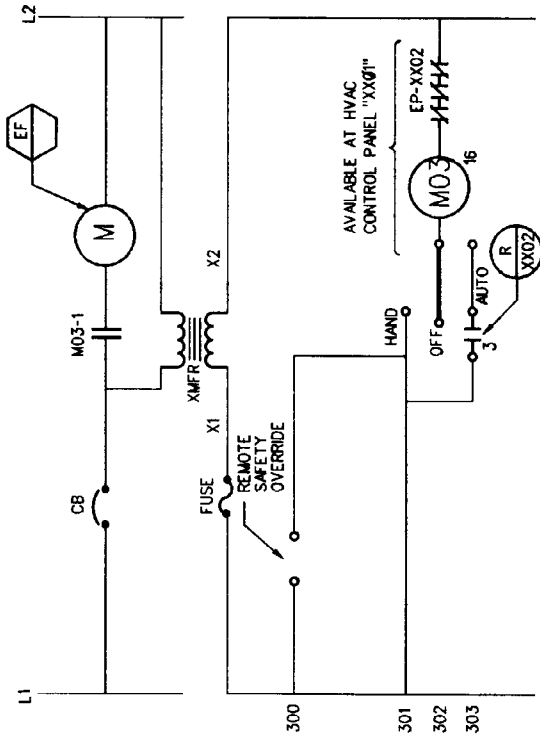 L1
L2
CB
M03-1
M
EF
XMFR
X1
X2
FUSE
REMOTE
SAFETY
OVERRIDE
AVAILABLE AT HVAC
CONTROL PANEL "XX01"
300
301
HAND
302
OFF
M03
16
EP-XX02
303
3
AUTO
R
XX02